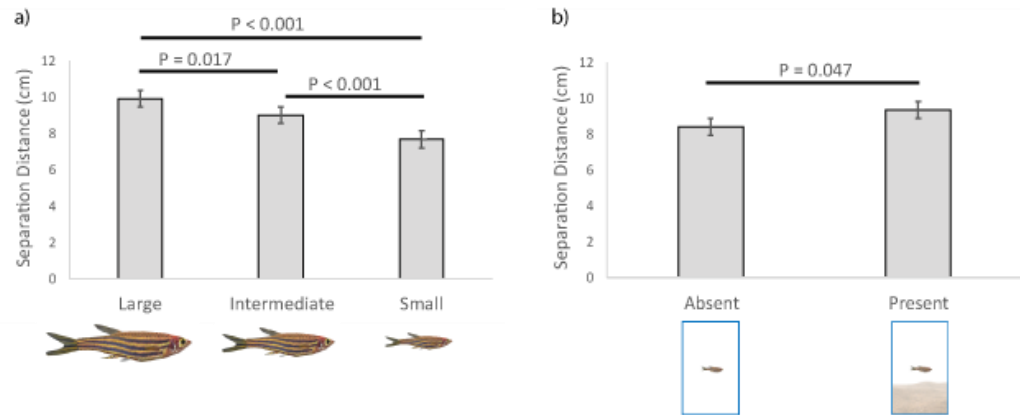 a)
P < 0.001
P = 0.017
P < 0.001
Separation Distance (cm)
12
10
8
6
4
2
0
Large
Intermediate
Small
b)
P = 0.047
Separation Distance (cm)
12
10
8
6
4
2
0
Absent
Present